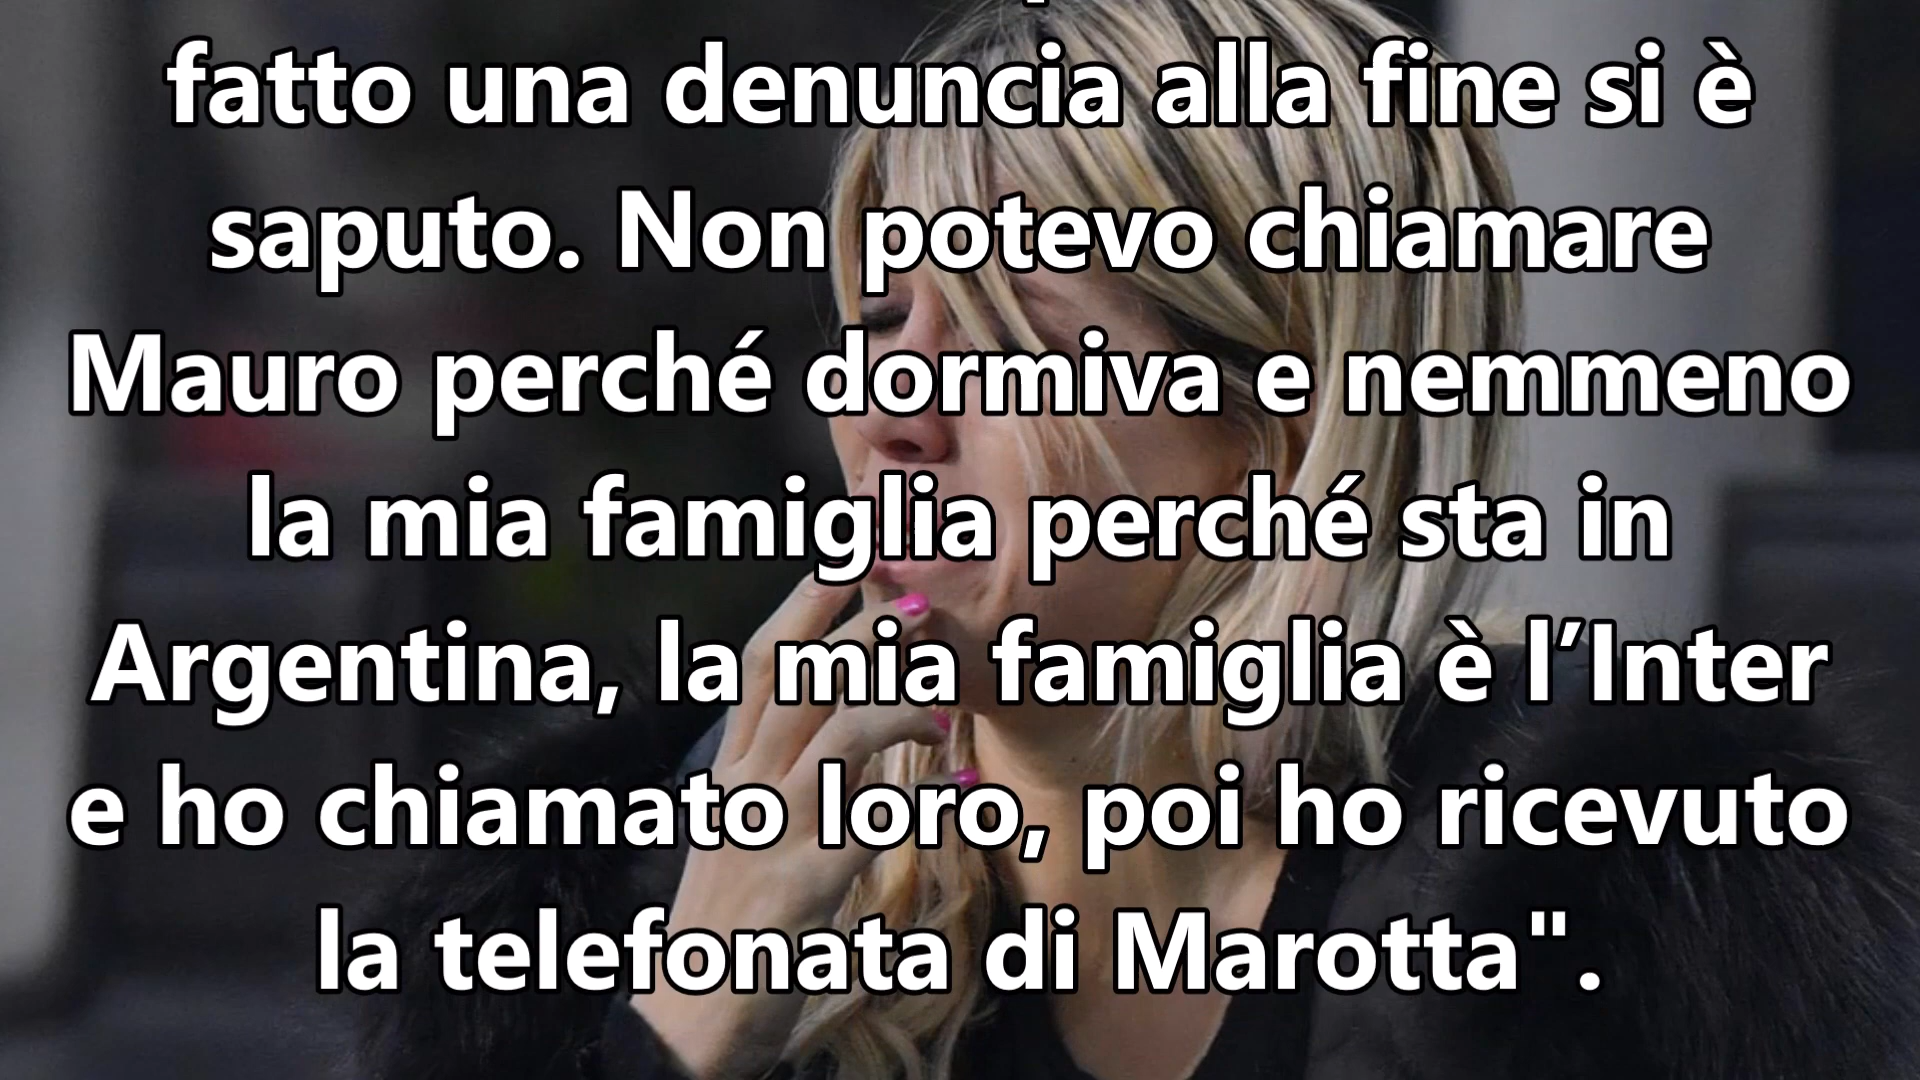 fatto una denuncia alla fine si è
saputo. Non potevo chiamare
Mauro perché dormiva e nemmeno
la mia famiglia perché sta in
Argentina, la mia famiglia è l’Inter
e ho chiamato loro, poi ho ricevuto
la telefonata di Marotta".